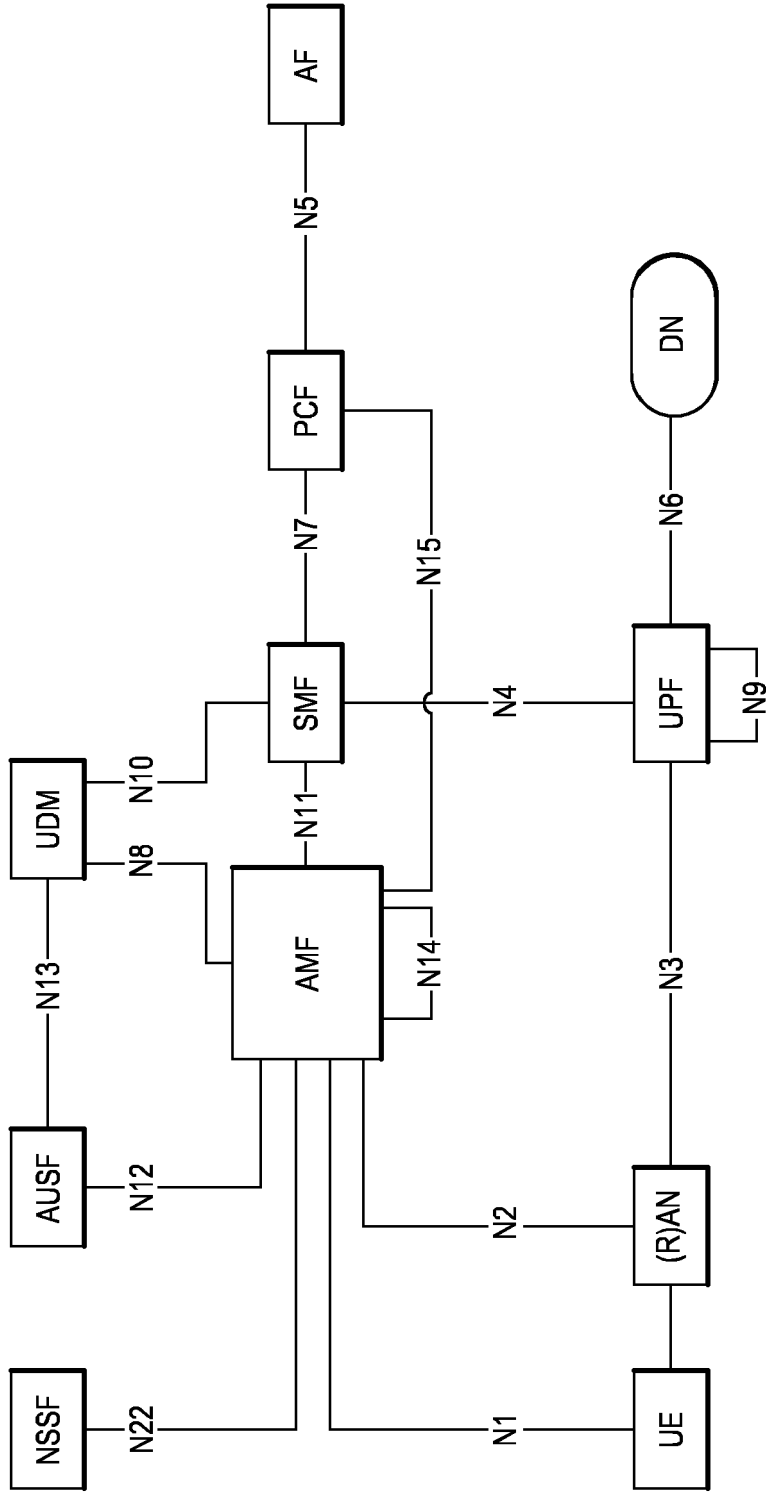 NSSF
AUSF
N13
UDM
N22
N12
N8
N10
AMF
N11
SMF
N7
PCF
N5
AF
N14
N15
N1
N2
N4
UE
(R)AN
N3
UPF
N6
DN
N9